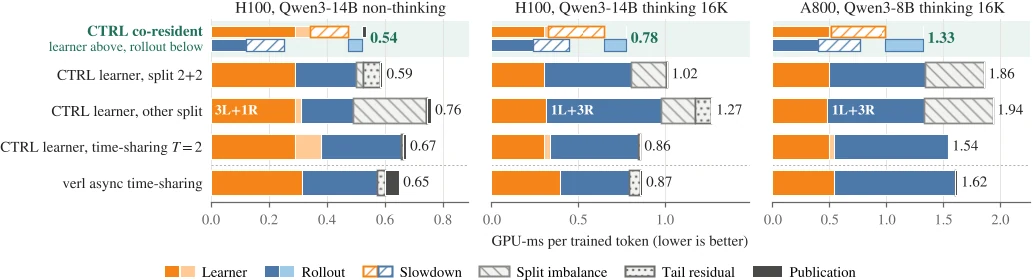 H100, Qwen3-14B non-thinking
H100, Qwen3-14B thinking 16K
A800, Qwen3-8B thinking 16K
CTRL co-resident
learner above, rollout below
0.54
0.78
1.33
CTRL learner, split 2+2
0.59
1.02
1.86
CTRL learner, other split
3L+1R
0.76
1L+3R
1.27
1L+3R
1.94
CTRL learner, time-sharing T=2
0.67
0.86
1.54
verl async time-sharing
0.65
0.87
1.62
0.0 0.2 0.4 0.6 0.8
0.0 0.5 1.0
0.0 0.5 1.0 1.5 2.0
GPU-ms per trained token (lower is better)
Learner Rollout Slowdown Split imbalance Tail residual Publication